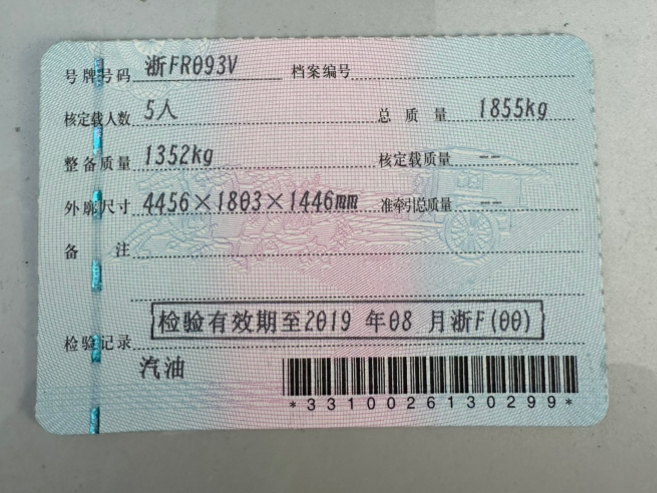 号牌号码 浙FR093V 档案编号
核定载人数 5人 总质量 1855kg
整备质量 1352kg 核定载质量 --
外廓尺寸 4456×1803×1446mm 准牵引总质量 --
备注
检验记录 检验有效期至2019 年08 月浙F(00)
汽油
*3310026130299*